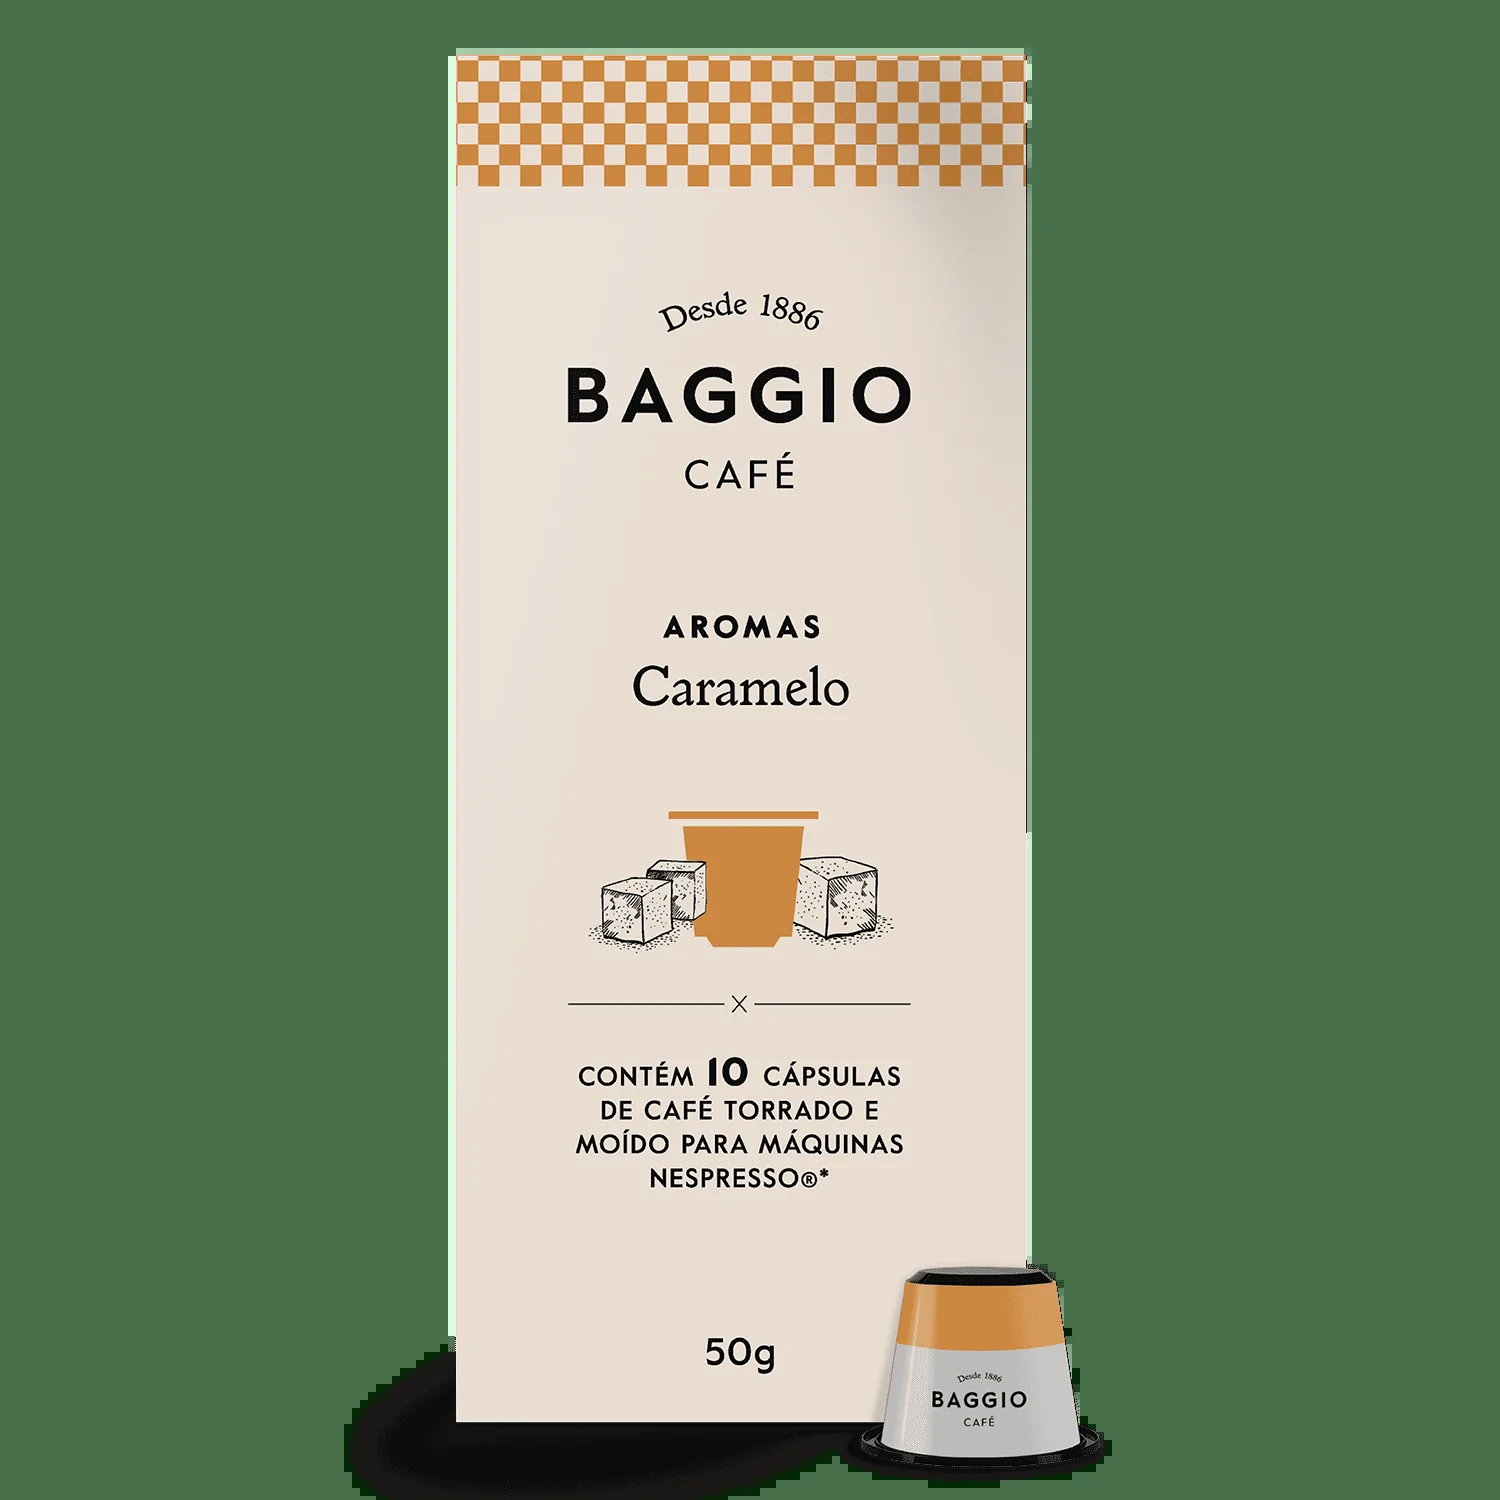 Desde 1886
BAGGIO
CAFÉ
AROMAS
Caramelo
CONTÉM 10 CÁPSULAS
DE CAFÉ TORRADO E
MOÍDO PARA MÁQUINAS
NESPRESSO®*
50g
Desde 1886
BAGGIO
CAFÉ